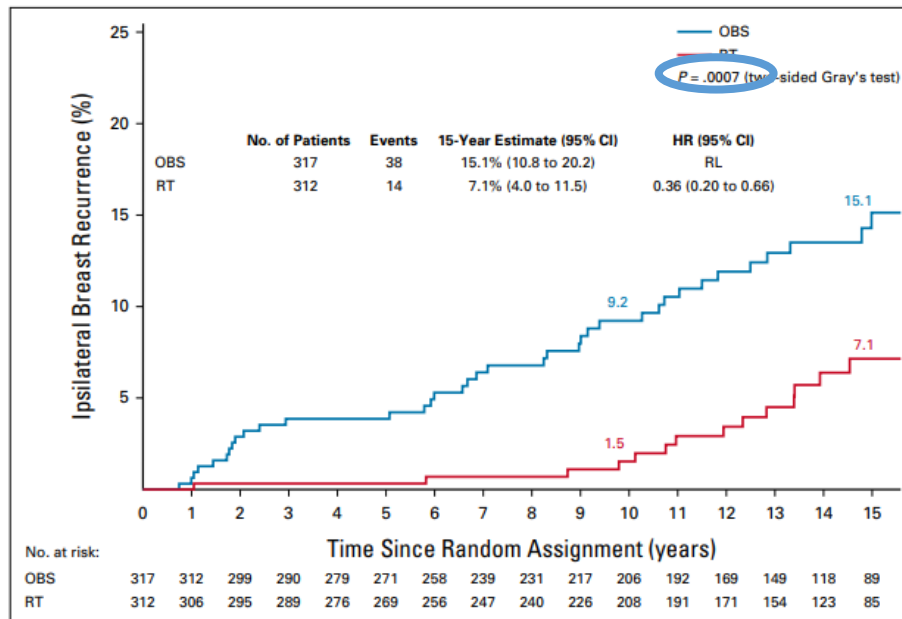 25
OBS
RT
P = .0007 (two-sided Gray's test)
20
No. of Patients Events 15-Year Estimate (95% CI) HR (95% CI)
OBS 317 38 15.1% (10.8 to 20.2) RL
RT 312 14 7.1% (4.0 to 11.5) 0.36 (0.20 to 0.66)
15.1
15
9.2
10
7.1
5
1.5
Ipsilateral Breast Recurrence (%)
0 1 2 3 4 5 6 7 8 9 10 11 12 13 14 15
Time Since Random Assignment (years)
No. at risk:
OBS 317 312 299 290 279 271 258 239 231 217 206 192 169 149 118 89
RT 312 306 295 289 276 269 256 247 240 226 208 191 171 154 123 85